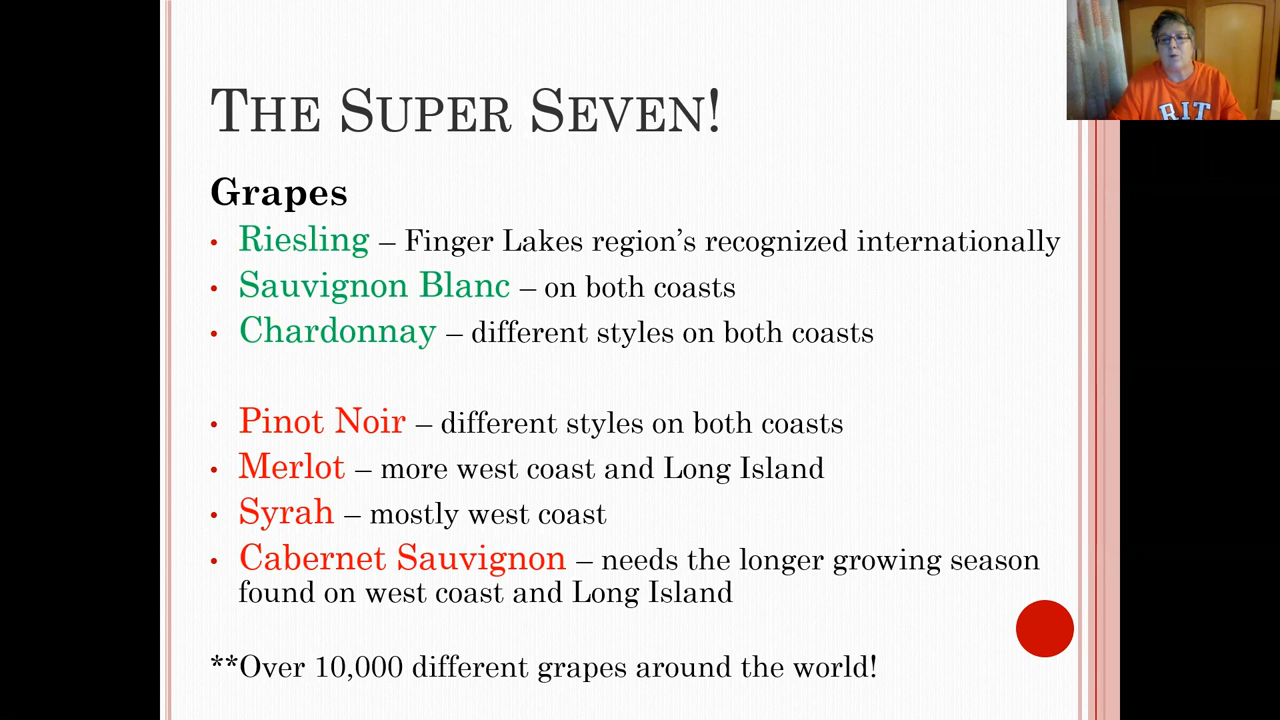 THE SUPER SEVEN!
RIT
Grapes
• Riesling – Finger Lakes region’s recognized internationally
• Sauvignon Blanc – on both coasts
• Chardonnay – different styles on both coasts
• Pinot Noir – different styles on both coasts
• Merlot – more west coast and Long Island
• Syrah – mostly west coast
• Cabernet Sauvignon – needs the longer growing season
found on west coast and Long Island
**Over 10,000 different grapes around the world!